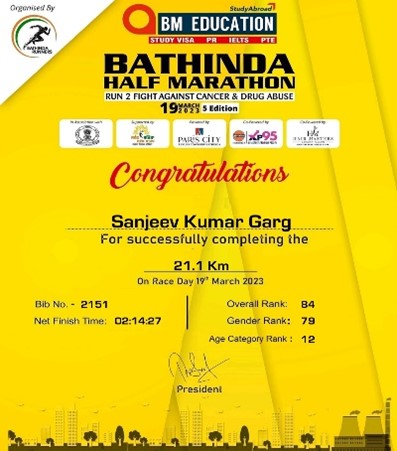 Organised By
BATHINDA RUNNERS
StudyAbroad
BM EDUCATION
STUDY VISA PR IELTS PTE
BATHINDA
HALF MARATHON
RUN 2 FIGHT AGAINST CANCER & DRUG ABUSE
19 MARCH 2023 5 Edition
PARIS CITY
Congratulations
Sanjeev Kumar Garg
For successfully completing the
21.1 Km
On Race Day 19th March 2023
Bib No. - 2151
Overall Rank: 84
Net Finish Time: 02:14:27
Gender Rank: 79
Age Category Rank : 12
President